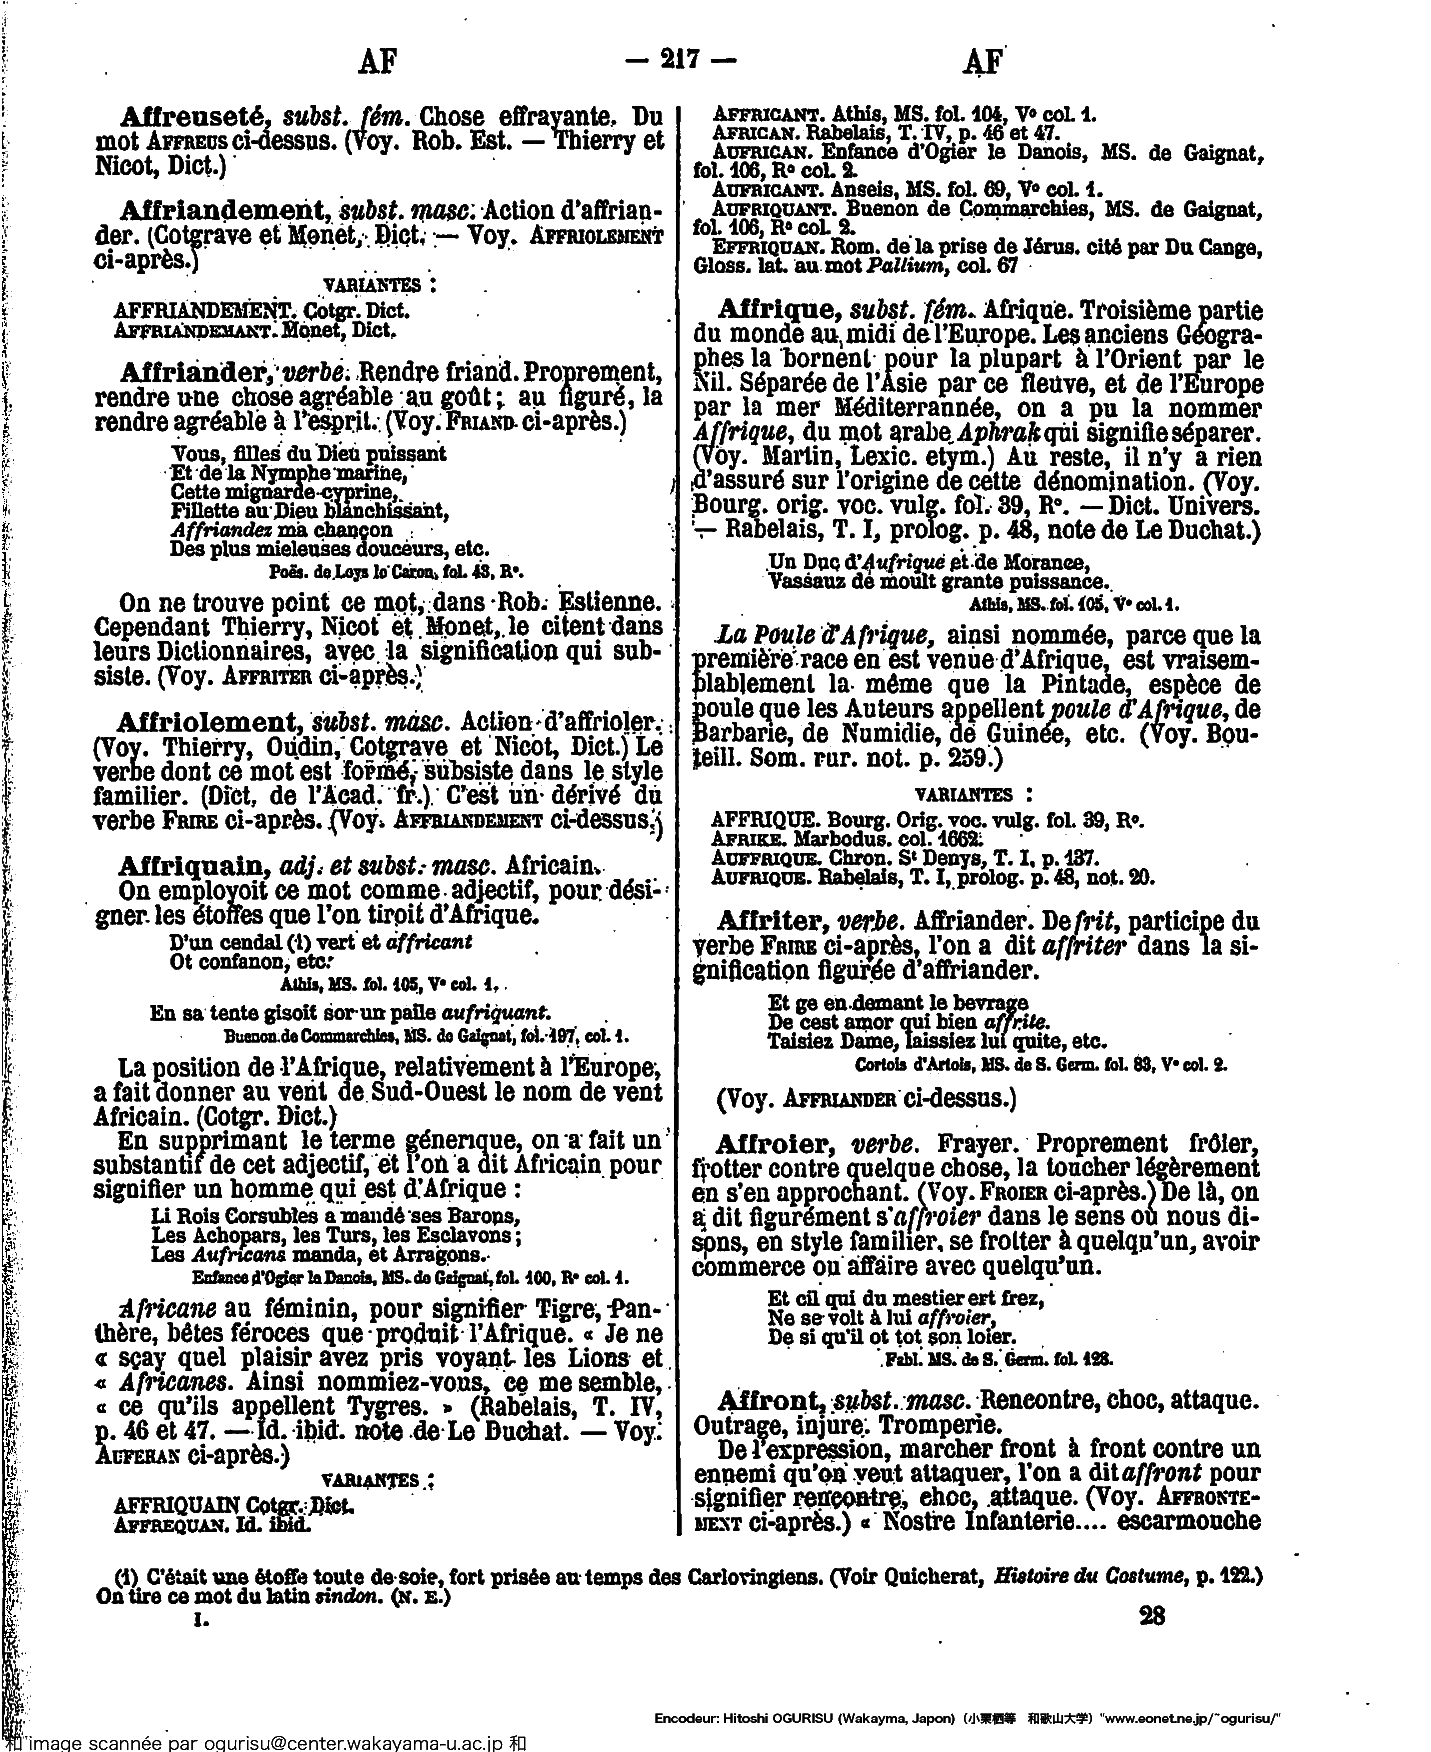 AF — 217 — AF
Affreuseté, subst. fém. Chose effrayante. Du
mot AFFREUS ci-dessus. (Voy. Rob. Est. — Thierry et
Nicot, Dict.)
Affriandement, subst. masc. Action d'affrian-
der. (Cotgrave et Monet, Dict. — Voy. AFFRIOLEMENT
ci-après.)
VARIANTES :
AFFRIANDEMENT. Cotgr. Dict.
AFFRIANDEMANT. Monet, Dict.
Affriander, verbe. Rendre friand. Proprement,
rendre une chose agréable au goût ; au figuré, la
rendre agréable à l'esprit. (Voy. FRIAND ci-après.)
Vous, filles du Dieu puissant
Et de la Nymphe marine,
Cette mignarde cyprine,
Fillette au Dieu blanchissant,
Affriandez ma chançon
Des plus mieleuses douceurs, etc.
Poës. de Loys le Caron, fol. 43, R°.
On ne trouve point ce mot, dans Rob. Estienne.
Cependant Thierry, Nicot et Monet, le citent dans
leurs Dictionnaires, avec la signification qui sub-
siste. (Voy. AFFRITER ci-après.)
Affriolement, subst. masc. Action d'affrioler.
(Voy. Thierry, Oudin, Cotgrave et Nicot, Dict.) Le
verbe dont ce mot est formé, subsiste dans le style
familier. (Dict. de l'Acad. fr.) C'est un dérivé du
verbe FRIRE ci-après. (Voy. AFFRIANDEMENT ci-dessus.)
Affriquain, adj. et subst. masc. Africain.
On employoit ce mot comme adjectif, pour dési-
gner les étoffes que l'on tiroit d'Afrique.
D'un cendal (1) vert et affricant
Ot confanon, etc.
Athis, MS. fol. 105, V° col. 1.
En sa tente gisoit sor un paile aufriquant.
Buenon de Commarchies, MS. de Gaignat, fol. 197, col. 1.
La position de l'Afrique, relativement à l'Europe,
a fait donner au vent de Sud-Ouest le nom de vent
Africain. (Cotgr. Dict.)
En supprimant le terme générique, on a fait un
substantif de cet adjectif, et l'on a dit Africain pour
signifier un homme qui est d'Afrique :
Li Rois Corsubles a mandé ses Barons,
Les Achopars, les Turs, les Esclavons ;
Les Aufricans manda, et Arragons.
Enfance d'Ogier le Danois, MS. de Gaignat, fol. 100, R° col. 1.
Africane au féminin, pour signifier Tigre, Pan-
thère, bêtes féroces que produit l'Afrique. « Je ne
« sçay quel plaisir avez pris voyant les Lions et
« Africanes. Ainsi nommiez-vous, ce me semble,
« ce qu'ils appellent Tygres. » (Rabelais, T. IV,
p. 46 et 47. — Id. ibid. note de Le Duchat. — Voy.
AUFERAN ci-après.)
VARIANTES :
AFFRIQUAIN Cotgr. Dict.
AFFREQUAN. Id. ibid.
AFFRICANT. Athis, MS. fol. 104, V° col. 1.
AFRICAN. Rabelais, T. IV, p. 46 et 47.
AUFRICAN. Enfance d'Ogier le Danois, MS. de Gaignat,
fol. 106, R° col. 2.
AUFRICANT. Anseis, MS. fol. 69, V° col. 1.
AUFRIQUANT. Buenon de Commarchies, MS. de Gaignat,
fol. 106, R° col. 2.
EFFRIQUAN. Rom. de la prise de Jérus. cité par Du Cange,
Gloss. lat. au mot Pallium, col. 67
Affrique, subst. fém. Afrique. Troisième partie
du monde au midi de l'Europe. Les anciens Géogra-
phes la bornent pour la plupart à l'Orient par le
Nil. Séparée de l'Asie par ce fleuve, et de l'Europe
par la mer Méditerrannée, on a pu la nommer
Affrique, du mot arabe Aphrak qui signifie séparer.
(Voy. Martin, Lexic. etym.) Au reste, il n'y a rien
d'assuré sur l'origine de cette dénomination. (Voy.
Bourg. orig. voc. vulg. fol. 39, R°. — Dict. Univers.
— Rabelais, T. I, prolog. p. 48, note de Le Duchat.)
Un Duc d'Aufrique et de Morance,
Vassauz de moult grante puissance.
Athis, MS. fol. 105, V° col. 1.
La Poule d'Afrique, ainsi nommée, parce que la
première race en est venue d'Afrique, est vraisem-
blablement la même que la Pintade, espèce de
poule que les Auteurs appellent poule d'Afrique, de
Barbarie, de Numidie, de Guinée, etc. (Voy. Bou-
teill. Som. rur. not. p. 259.)
VARIANTES :
AFFRIQUE. Bourg. Orig. voc. vulg. fol. 39, R°.
AFRIKE. Marbodus. col. 1662.
AUFFRIQUE. Chron. St Denys, T. I, p. 137.
AUFRIQUE. Rabelais, T. I, prolog. p. 48, not. 20.
Affriter, verbe. Affriander. De frit, participe du
verbe FRIRE ci-après, l'on a dit affriter dans la si-
gnification figurée d'affriander.
Et ge en demant le bevrage
De cest amor qui bien affrite.
Taisiez Dame, laissiez lui quite, etc.
Cortois d'Artois, MS. de S. Germ. fol. 83, V° col. 2.
(Voy. AFFRIANDER ci-dessus.)
Affroier, verbe. Frayer. Proprement frôler,
frotter contre quelque chose, la toucher légèrement
en s'en approchant. (Voy. FROIER ci-après.) De là, on
a dit figurément s'affroier dans le sens où nous di-
sons, en style familier, se frotter à quelqu'un, avoir
commerce ou affaire avec quelqu'un.
Et cil qui du mestier ert frez,
Ne se volt à lui affroier,
De si qu'il ot tot son loier.
Fabl. MS. de S. Germ. fol. 123.
Affront, subst. masc. Rencontre, choc, attaque.
Outrage, injure. Tromperie.
De l'expression, marcher front à front contre un
ennemi qu'on veut attaquer, l'on a dit affront pour
signifier rencontre, choc, attaque. (Voy. AFFRONTE-
MENT ci-après.) « Nostre Infanterie.... escarmouche
(1) C'était une étoffe toute de soie, fort prisée au temps des Carlovingiens. (Voir Quicherat, Histoire du Costume, p. 122.)
On tire ce mot du latin sindon. (N. E.)
I. 28
Encodeur: Hitoshi OGURISU (Wakayma, Japon) (小栗栖等 和歌山大学) "www.eonet.ne.jp/~ogurisu/"
和 image scannée par ogurisu@center.wakayama-u.ac.jp 和